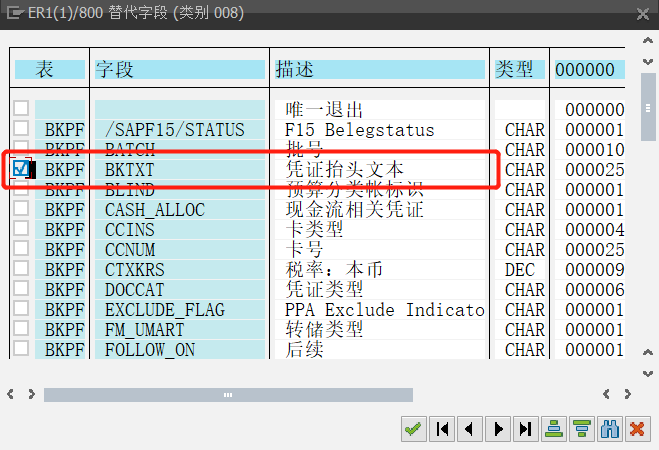 ER1(1)/800 替代字段 (类别 008)
表 字段 描述 类型 000000
唯一退出 000000
BKPF /SAPF15/STATUS F15 Belegstatus CHAR 000001
BKPF BATCH 批号 CHAR 000010
BKPF BKTXT 凭证抬头文本 CHAR 000025
BKPF BLIND 预算分类帐标识 CHAR 000001
BKPF CASH_ALLOC 现金流相关凭证 CHAR 000001
BKPF CCINS 卡类型 CHAR 000004
BKPF CCNUM 卡号 CHAR 000025
BKPF CTXKRS 税率：本币 DEC 000009
BKPF DOCCAT 凭证类型 CHAR 000006
BKPF EXCLUDE_FLAG PPA Exclude Indicato CHAR 000001
BKPF FM_UMART 转储类型 CHAR 000001
BKPF FOLLOW_ON 后续 CHAR 000001